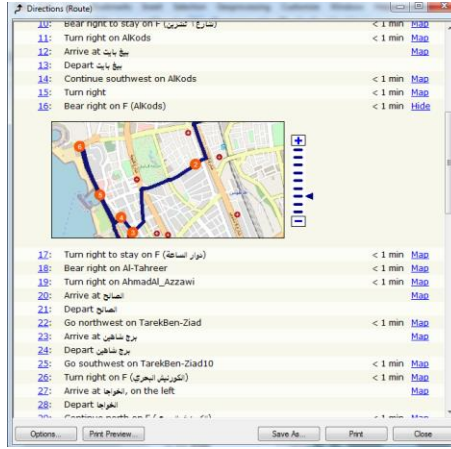 Directions (Route)
10: Bear right to stay on F (شارع 1 تشرين) < 1 min Map
11: Turn right on AlKods < 1 min Map
12: Arrive at بيغ بايت Map
13: Depart بيغ بايت
14: Continue southwest on AlKods < 1 min Map
15: Turn right < 1 min Map
16: Bear right on F (AlKods) < 1 min Hide
17: Turn right to stay on F (دوار الساعة) < 1 min Map
18: Bear right on Al-Tahreer < 1 min Map
19: Turn right on AhmadAl_Azzawi < 1 min Map
20: Arrive at الصالح Map
21: Depart الصالح
22: Go northwest on TarekBen-Ziad < 1 min Map
23: Arrive at برج شاهين Map
24: Depart برج شاهين
25: Go southwest on TarekBen-Ziad10 < 1 min Map
26: Turn right on F (الكورنيش البحري) < 1 min Map
27: Arrive at الخواجا, on the left Map
28: Depart الخواجا
Options... Print Preview... Save As... Print Close